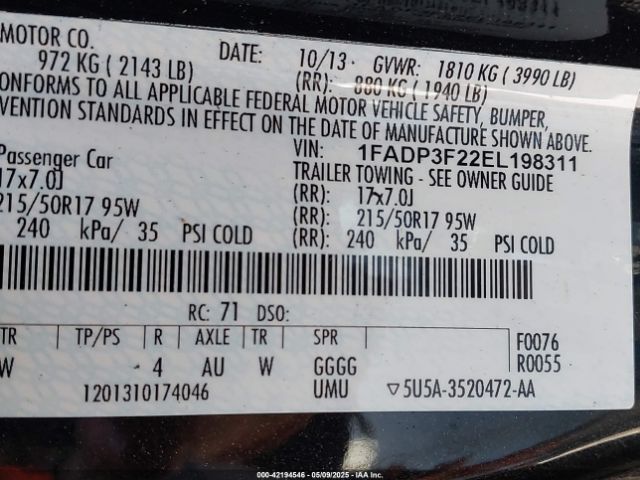 MOTOR CO. DATE: 10/13 GVWR: 1810 KG ( 3990 LB)
972 KG ( 2143 LB) (RR): 880 KG ( 1940 LB)
CONFORMS TO ALL APPLICABLE FEDERAL MOTOR VEHICLE SAFETY, BUMPER,
VENTION STANDARDS IN EFFECT ON THE DATE OF MANUFACTURE SHOWN ABOVE.
VIN: 1FADP3F22EL198311
Passenger Car TRAILER TOWING - SEE OWNER GUIDE
17x7.0J (RR): 17x7.0J
215/50R17 95W (RR): 215/50R17 95W
240 kPa/ 35 PSI COLD (RR): 240 kPa/ 35 PSI COLD
RC: 71 DSO:
TR TP/PS R AXLE TR SPR F0076
W 4 AU W GGGG R0055
1201310174046 UMU ▽5U5A-3520472-AA
000-42194546 - 05/09/2025 - IAA, Inc.